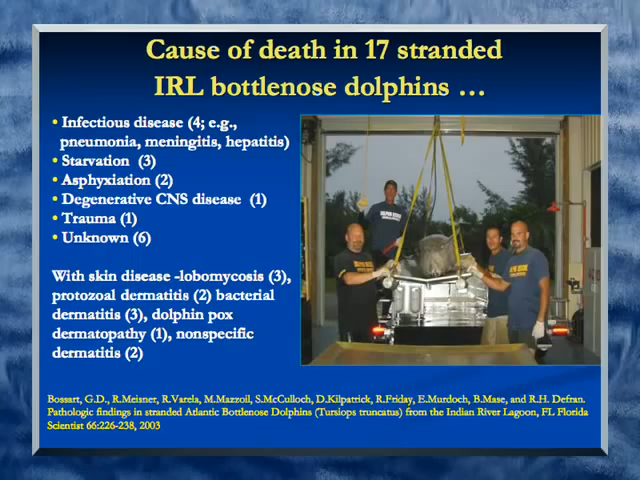 Cause of death in 17 stranded
IRL bottlenose dolphins …
• Infectious disease (4; e.g.,
pneumonia, meningitis, hepatitis)
• Starvation (3)
• Asphyxiation (2)
• Degenerative CNS disease (1)
• Trauma (1)
• Unknown (6)
With skin disease -lobomycosis (3),
protozoal dermatitis (2) bacterial
dermatitis (3), dolphin pox
dermatopathy (1), nonspecific
dermatitis (2)
Bossart, G.D., R.Meisner, R.Varela, M.Mazzoil, S.McCulloch, D.Kilpatrick, R.Friday, E.Murdoch, B.Mase, and R.H. Defran.
Pathologic findings in stranded Atlantic Bottlenose Dolphins (Tursiops truncatus) from the Indian River Lagoon, FL Florida
Scientist 66:226-238, 2003